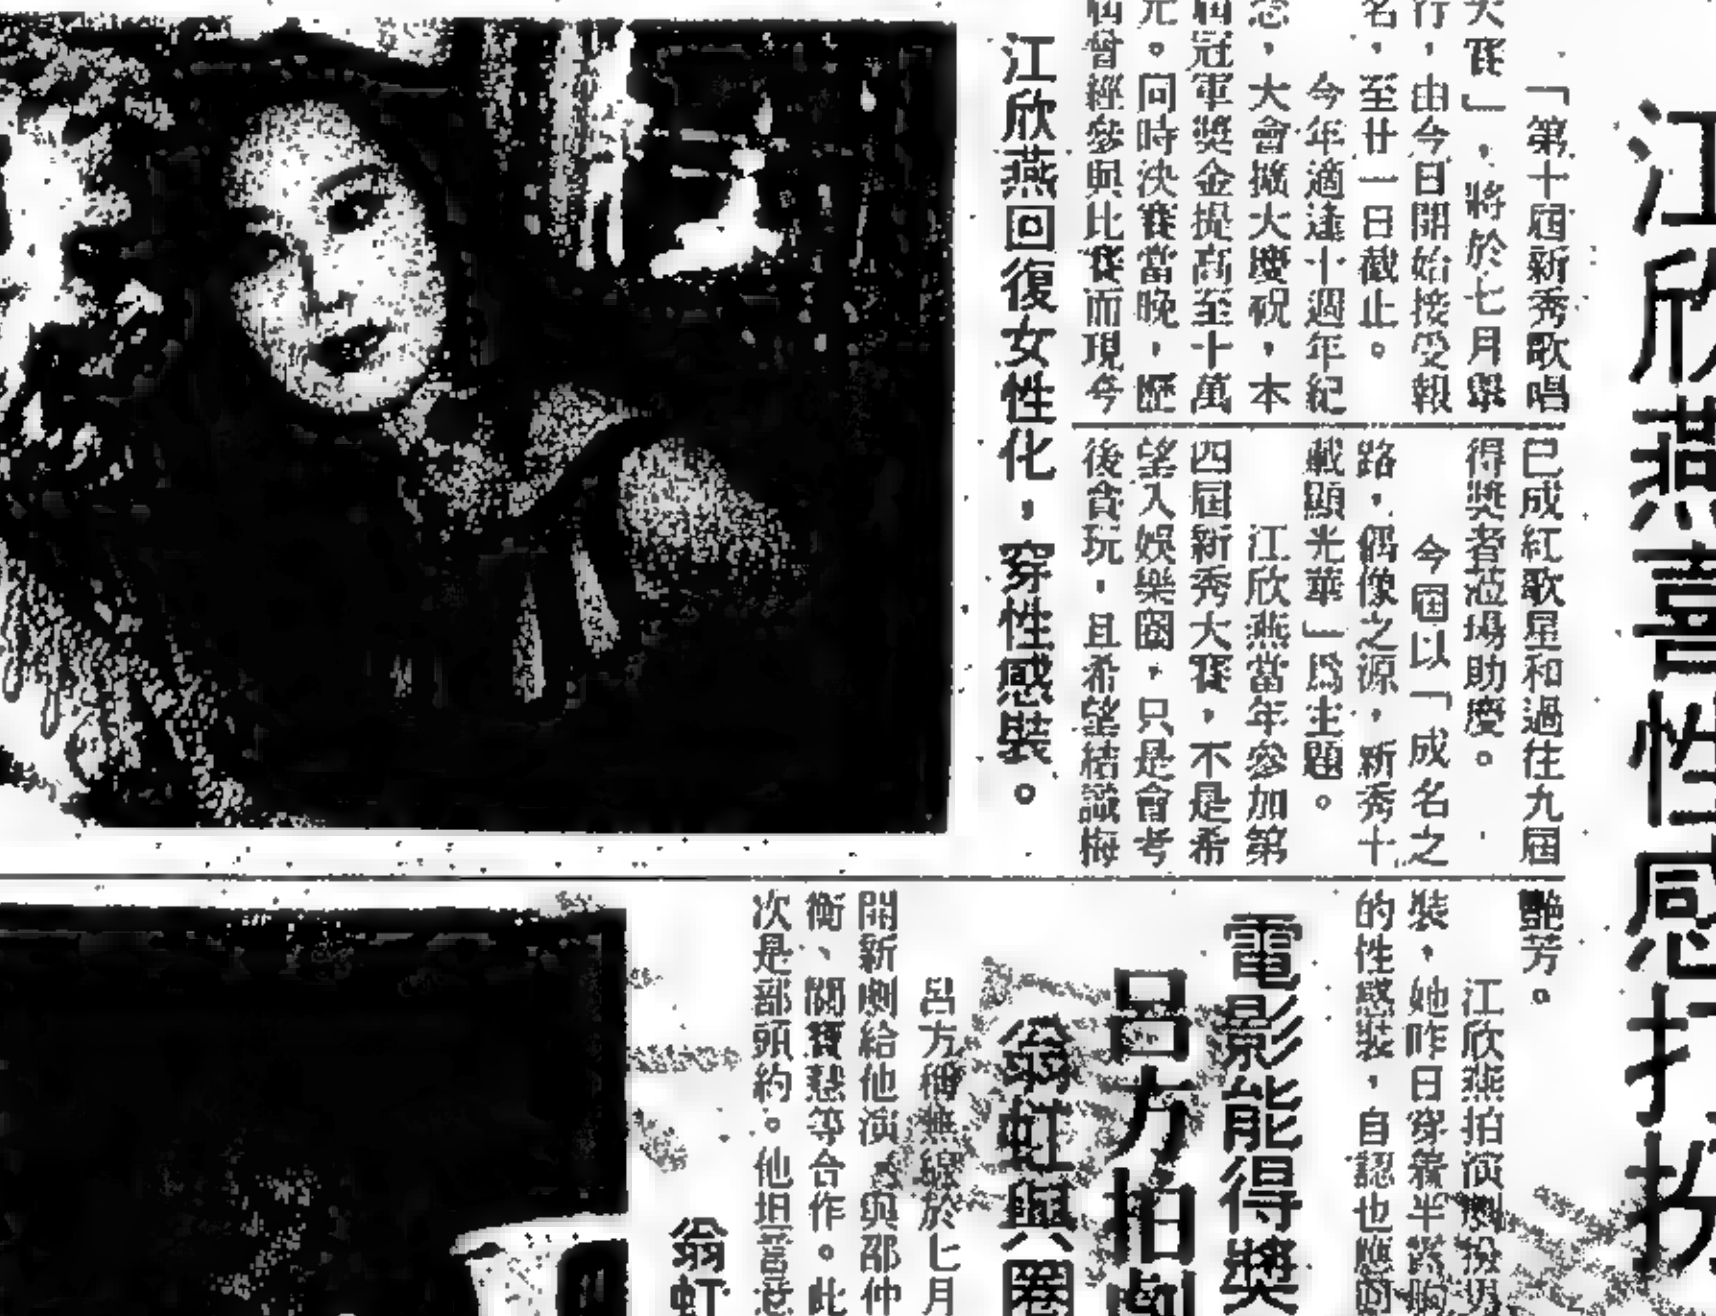 江欣燕喜性感打扮
「第十屆新秀歌唱
大賽」,將於七月舉
行,由今日開始接受報
名,至廿一日截止。
今年適逢十週年紀
念,大會擴大慶祝,本
屆冠軍獎金提高至十萬
元。同時決賽當晚,歷
屆曾經參與比賽而現今
已成紅歌星和過往九屆
得獎者蒞場助慶。
今屆以「成名之
路,偶像之源,新秀十
載顯光華」為主題。
江欣燕當年參加第
四屆新秀大賽,不是希
望入娛樂圈,只是會考
後貪玩,且希望結識梅
艷芳。
江欣燕拍演劇扮男
裝,她昨日穿着半
的性感裝,自認也應回
江欣燕回復女性化,穿性感裝。
電影能得獎
呂方拍劇
翁虹與圈
呂方稱無綫於七月
開新劇給他演,與邵仲
衡、關寶慧等合作。此
次是部頭約。他坦言
翁虹